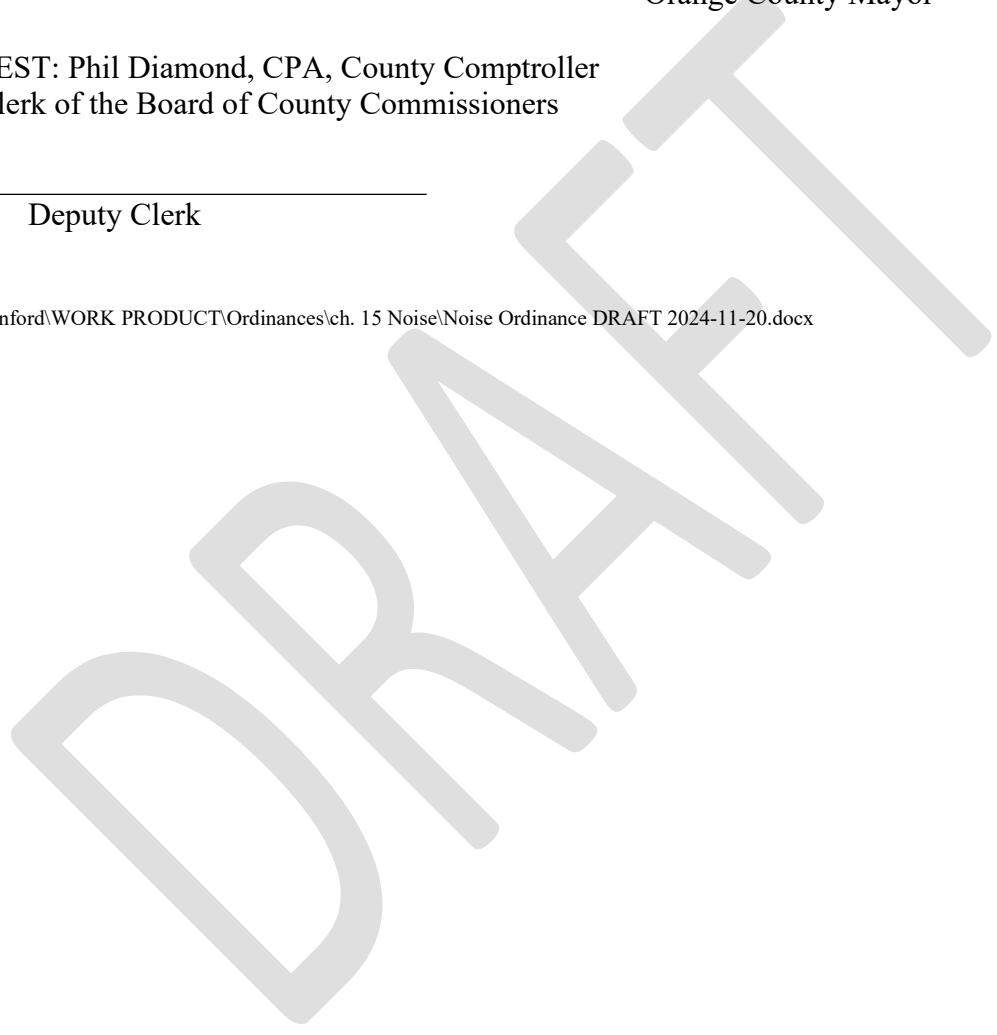 Orange County Mayor
EST: Phil Diamond, CPA, County Comptroller
lerk of the Board of County Commissioners
Deputy Clerk
nford\WORK PRODUCT\Ordinances\ch. 15 Noise\Noise Ordinance DRAFT 2024-11-20.docx
DRAFT